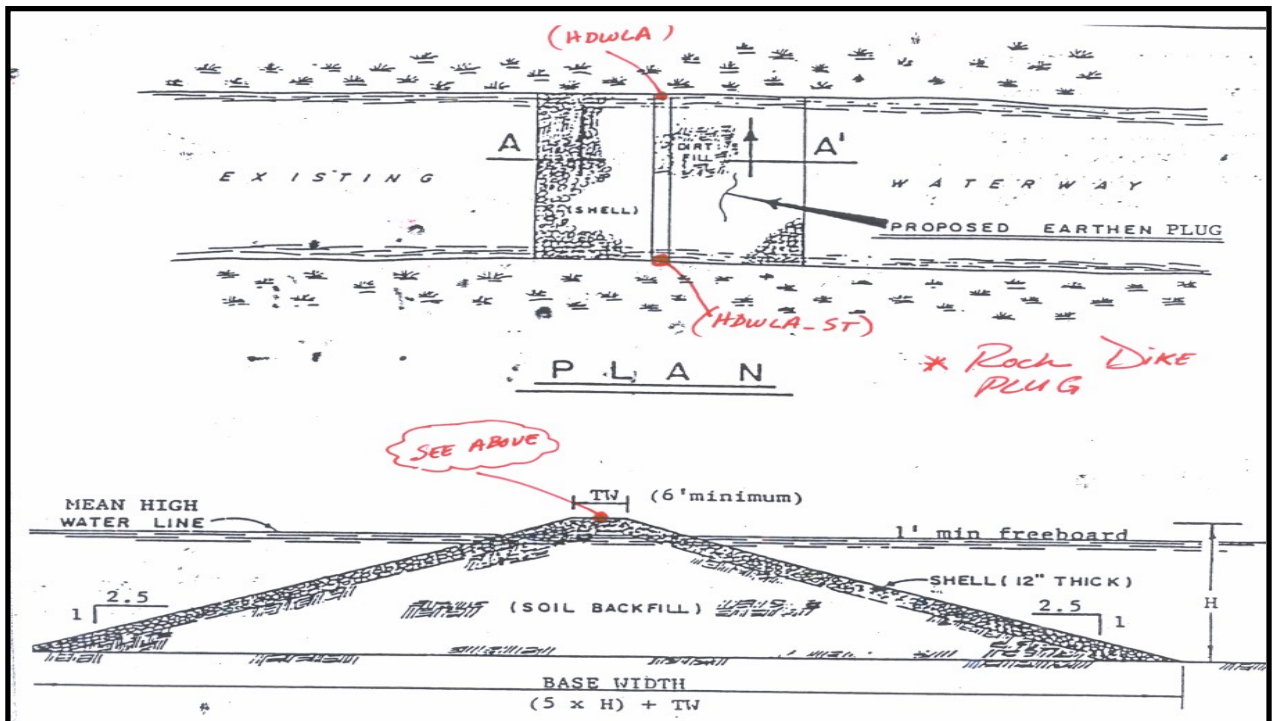 (HDWLA)
A
A'
DIRT
FILL
EXISTING
WATERWAY
(SHELL)
PROPOSED EARTHEN PLUG
(HDWLA_ST)
PLAN
* Rock DIKE
PLUG
SEE ABOVE
TW (6'minimum)
MEAN HIGH
WATER LINE
1' min freeboard
SHELL (12" THICK)
2.5
1
(SOIL BACKFILL)
2.5
1
H
BASE WIDTH
(5 x H) + TW